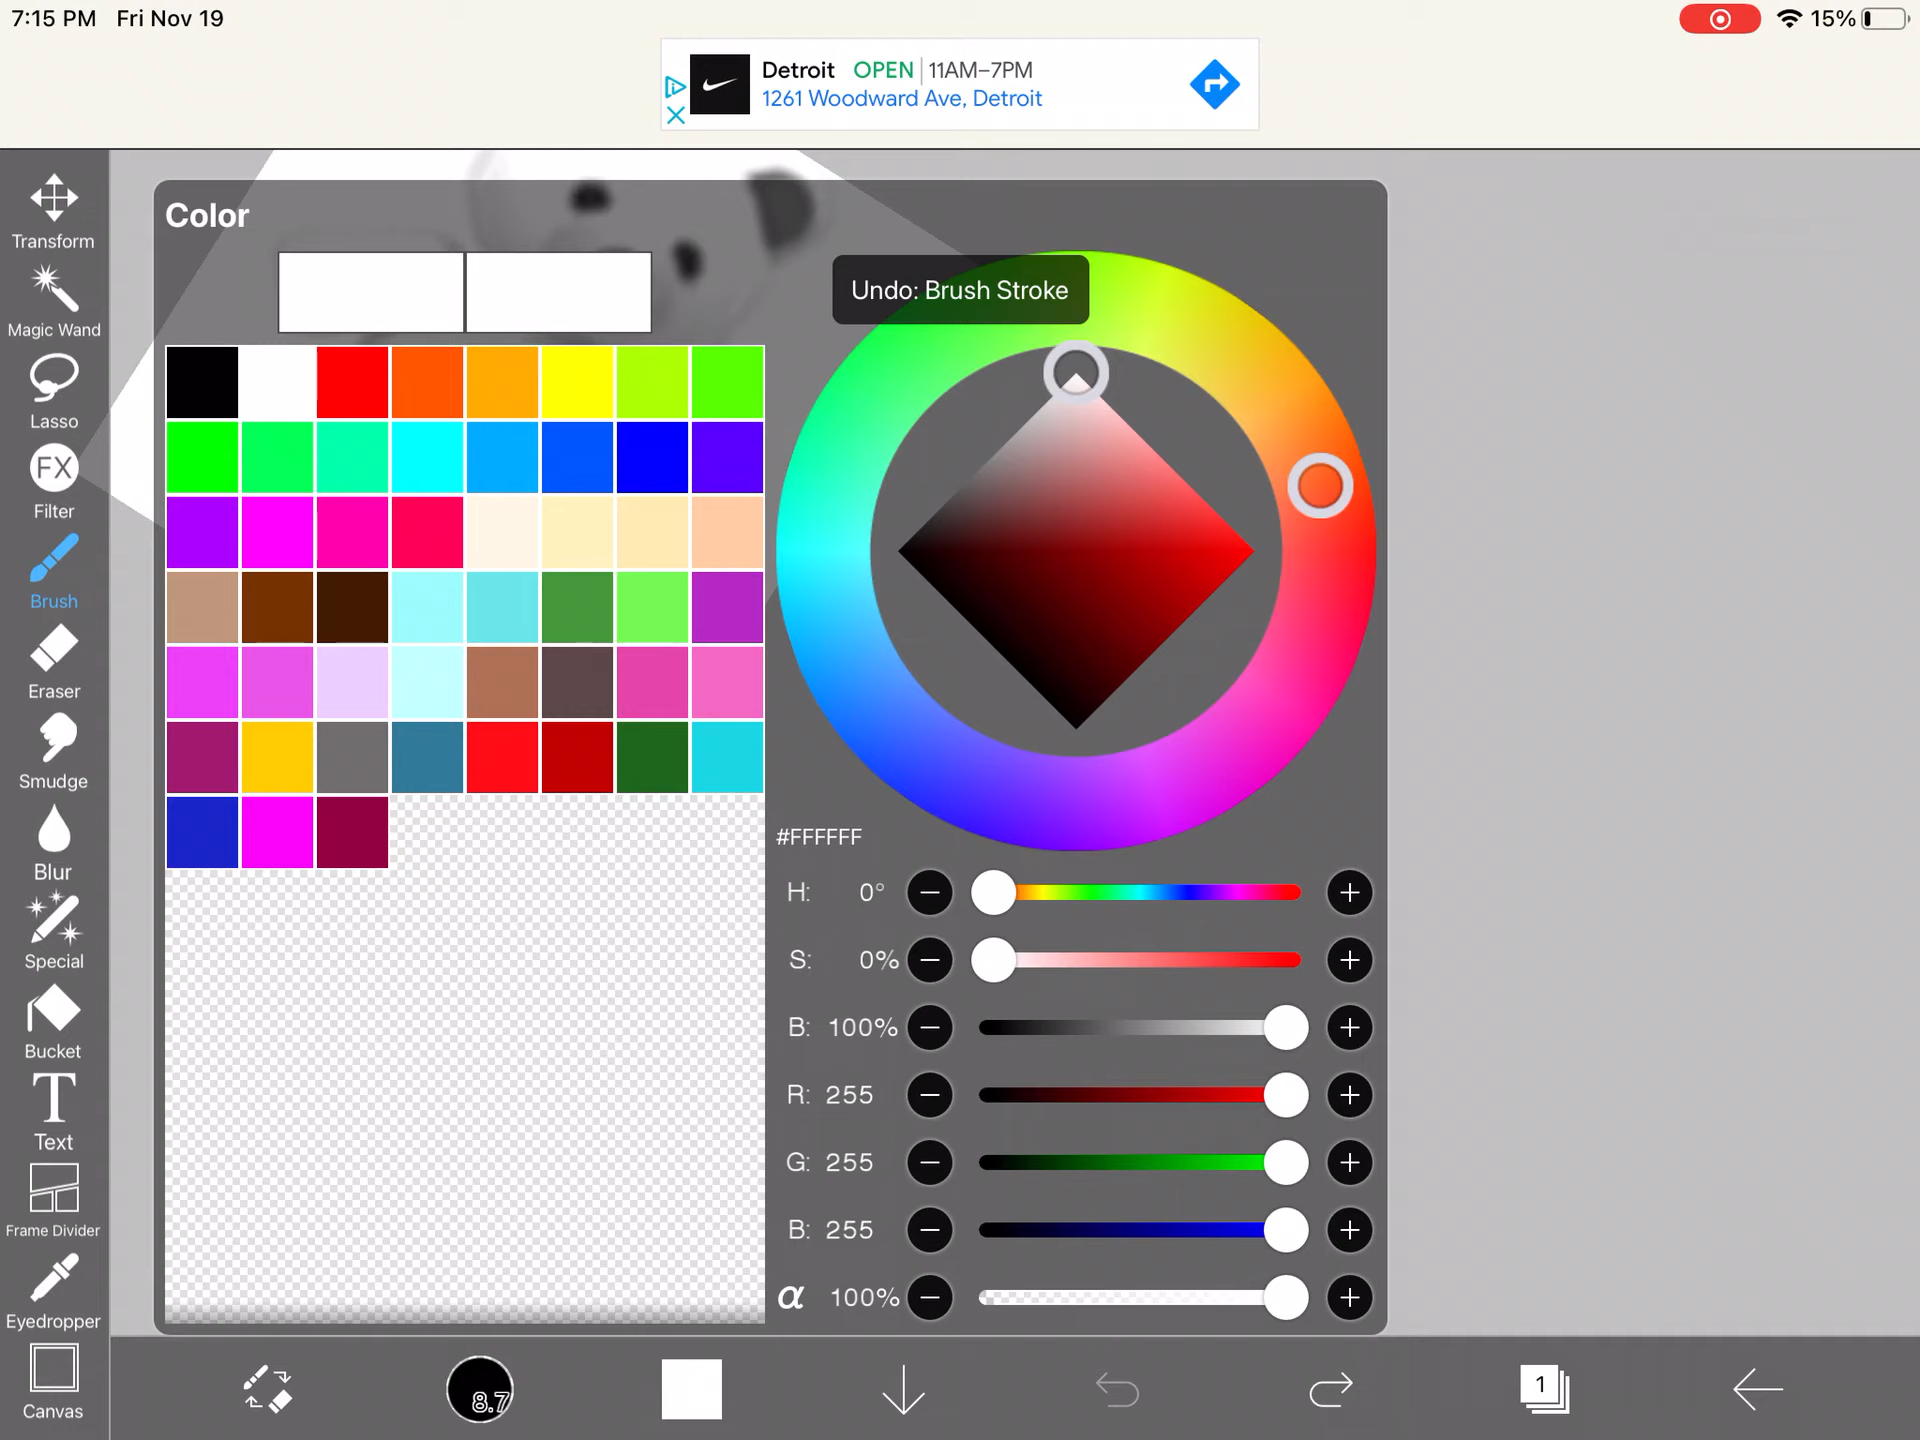 7:15 PM Fri Nov 19
15%
Detroit OPEN 11AM–7PM
1261 Woodward Ave, Detroit
Transform
Magic Wand
Lasso
FX
Filter
Brush
Eraser
Smudge
Blur
Special
Bucket
T
Text
Frame Divider
Eyedropper
Canvas
Color
Undo: Brush Stroke
#FFFFFF
H: 0°
S: 0%
B: 100%
R: 255
G: 255
B: 255
α 100%
8.7
1